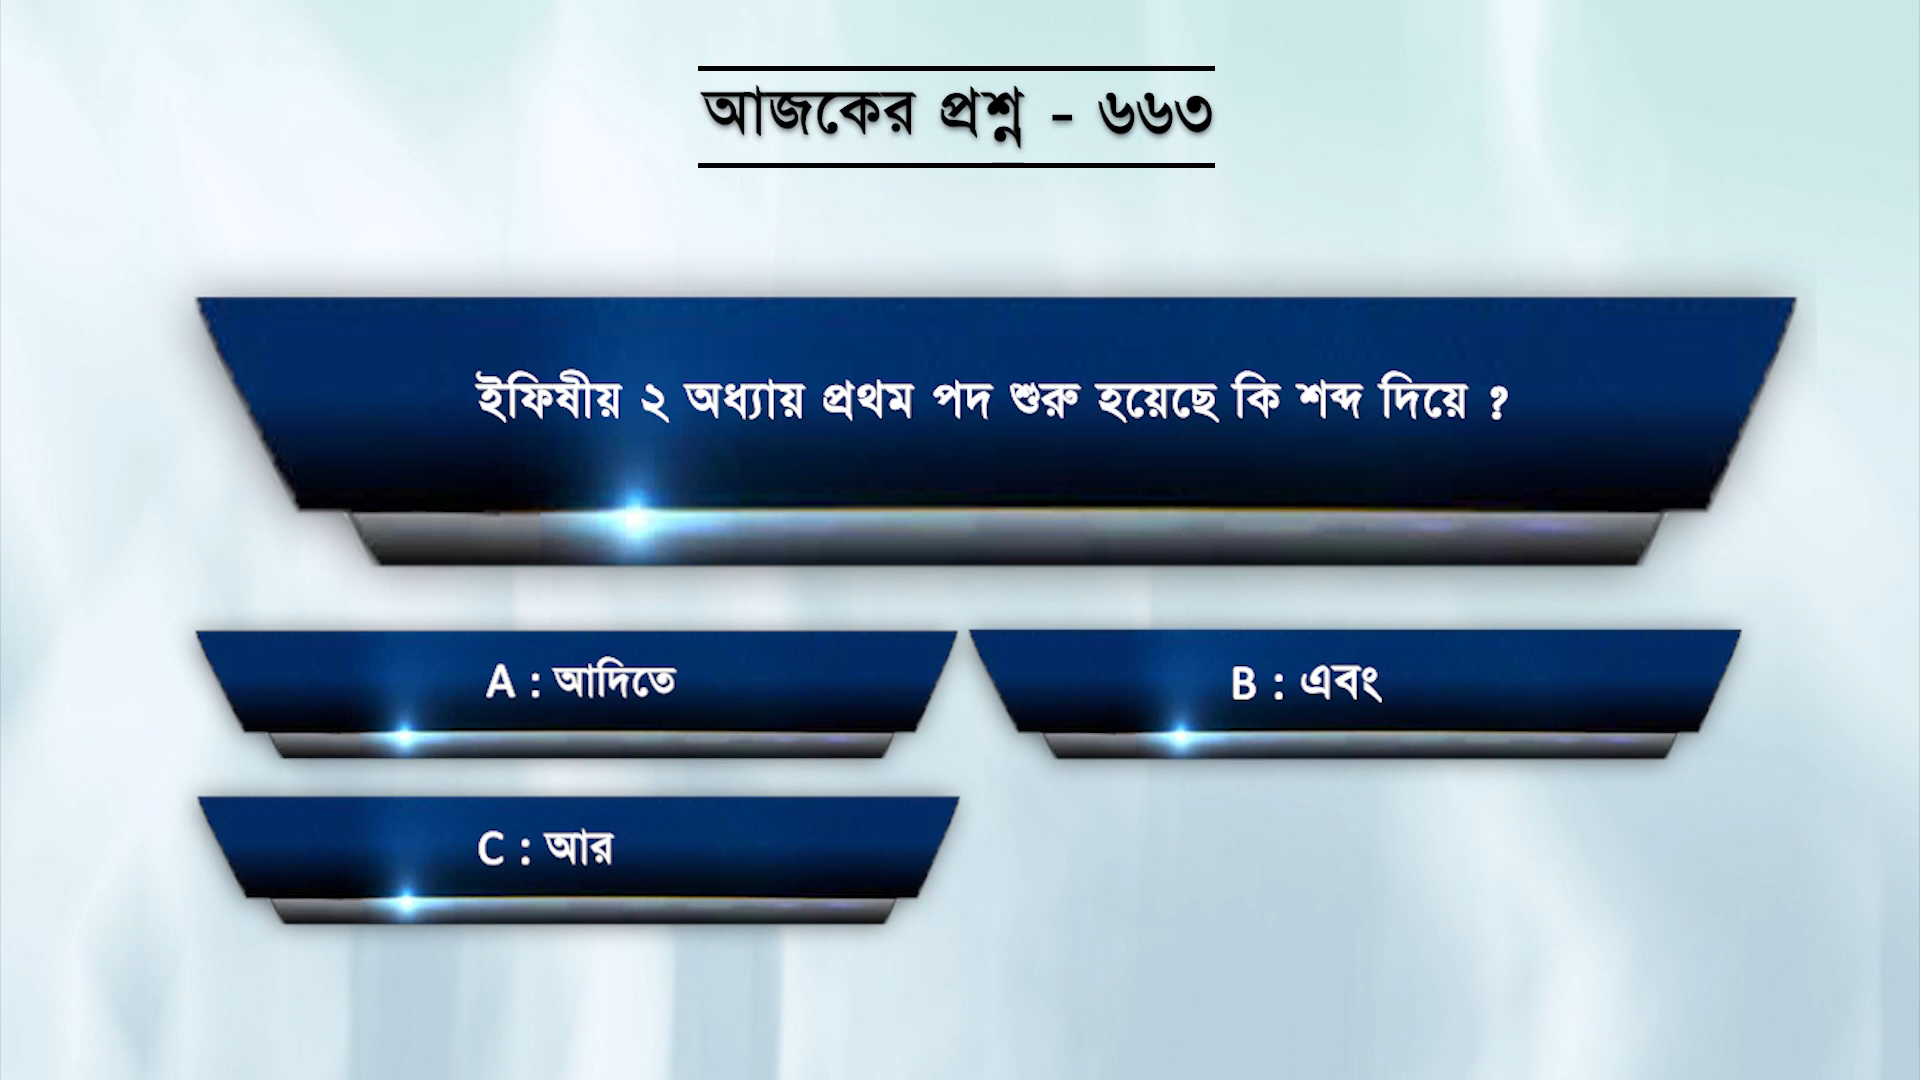 আজকের প্রশ্ন - ৬৬৩
ইফিষীয় ২ অধ্যায় প্রথম পদ শুরু হয়েছে কি শব্দ দিয়ে ?
A : আদিতে
B : এবং
C : আর